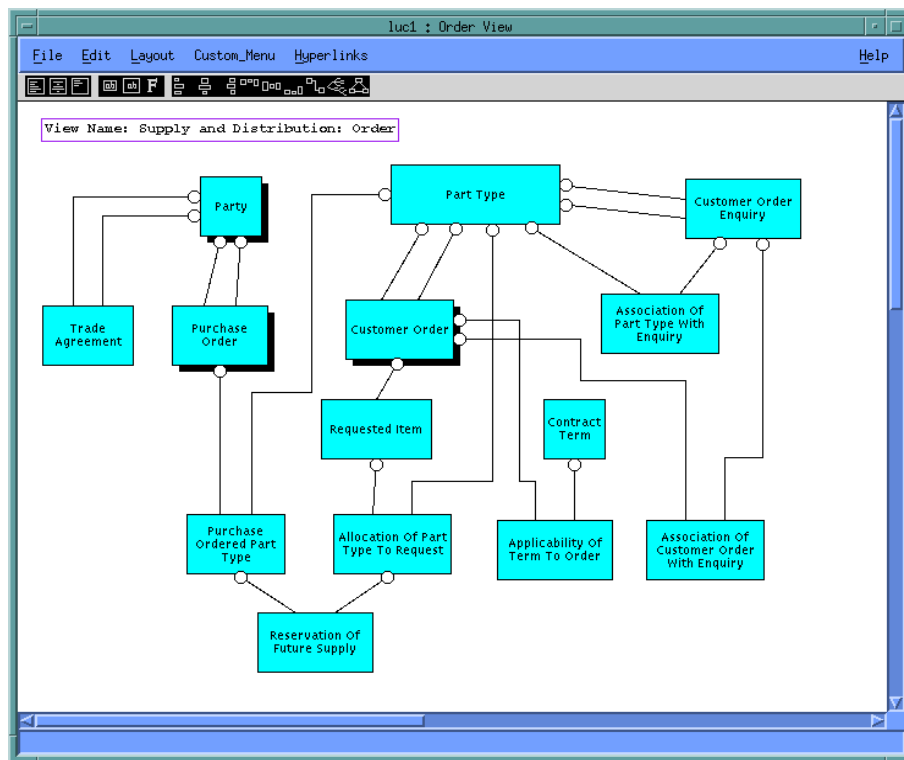 luc1 : Order View
File Edit Layout Custom_Menu Hyperlinks Help
ab ab F
View Name: Supply and Distribution: Order
Party
Part Type
Customer Order
Enquiry
Trade
Agreement
Purchase
Order
Customer Order
Association Of
Part Type With
Enquiry
Requested Item
Contract
Term
Purchase
Ordered Part
Type
Allocation Of Part
Type To Request
Applicability Of
Term To Order
Association Of
Customer Order
With Enquiry
Reservation Of
Future Supply